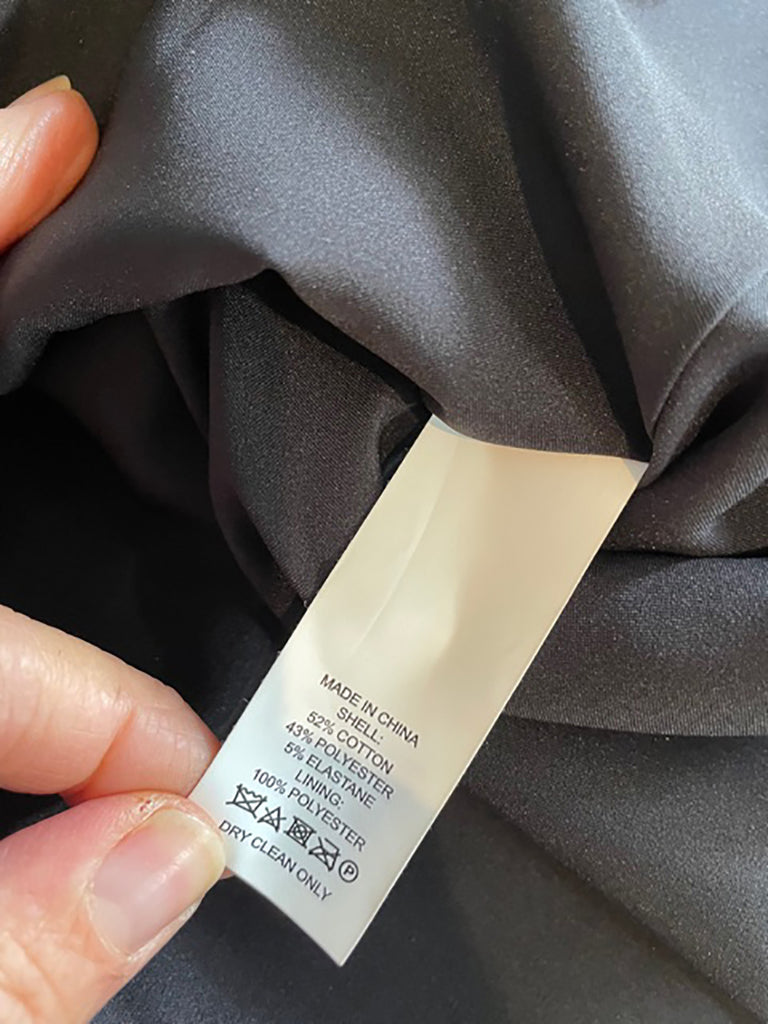 MADE IN CHINA
SHELL:
52% COTTON
43% POLYESTER
5% ELASTANE
LINING:
100% POLYESTER
P
DRY CLEAN ONLY